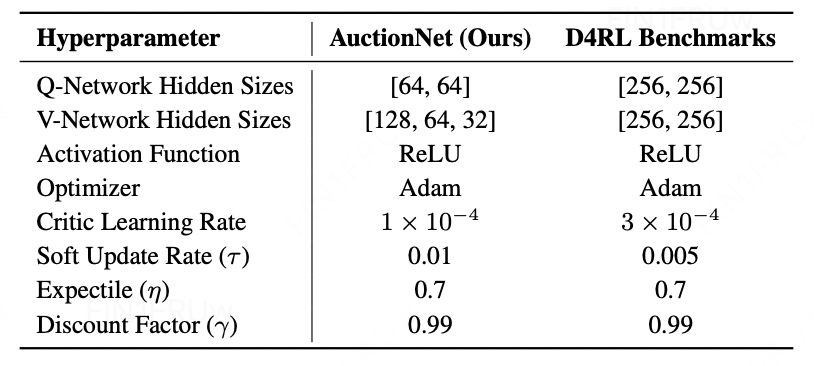 Hyperparameter AuctionNet (Ours) D4RL Benchmarks
Q-Network Hidden Sizes [64, 64] [256, 256]
V-Network Hidden Sizes [128, 64, 32] [256, 256]
Activation Function ReLU ReLU
Optimizer Adam Adam
Critic Learning Rate 1 × 10⁻⁴ 3 × 10⁻⁴
Soft Update Rate (τ) 0.01 0.005
Expectile (η) 0.7 0.7
Discount Factor (γ) 0.99 0.99